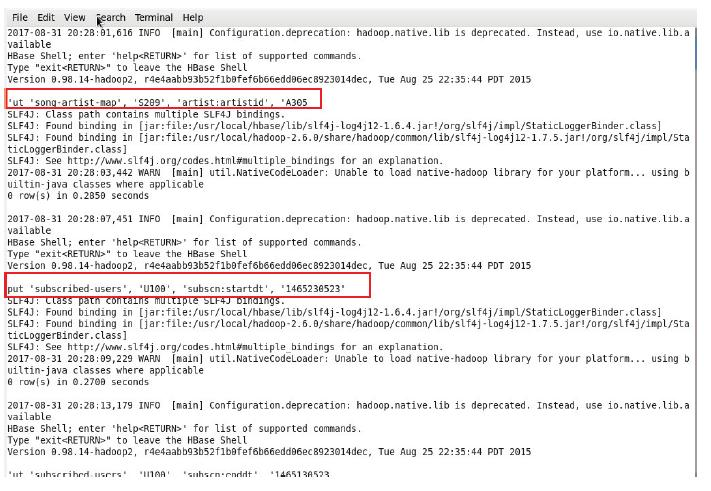 File Edit View Search Terminal Help
2017-08-31 20:28:01,616 INFO  [main] Configuration.deprecation: hadoop.native.lib is deprecated. Instead, use io.native.lib.a
vailable
HBase Shell; enter 'help<RETURN>' for list of supported commands.
Type "exit<RETURN>" to leave the HBase Shell
Version 0.98.14-hadoop2, r4e4aabb93b52f1b0fef6b66edd06ec8923014dec, Tue Aug 25 22:35:44 PDT 2015
'ut 'song-artist-map', 'S209', 'artist:artistid', 'A305
SLF4J: Class path contains multiple SLF4J bindings.
SLF4J: Found binding in [jar:file:/usr/local/hbase/lib/slf4j-log4j12-1.6.4.jar!/org/slf4j/impl/StaticLoggerBinder.class]
SLF4J: Found binding in [jar:file:/usr/local/hadoop-2.6.0/share/hadoop/common/lib/slf4j-log4j12-1.7.5.jar!/org/slf4j/impl/Sta
ticLoggerBinder.class]
SLF4J: See http://www.slf4j.org/codes.html#multiple_bindings for an explanation.
2017-08-31 20:28:03,442 WARN  [main] util.NativeCodeLoader: Unable to load native-hadoop library for your platform... using b
uiltin-java classes where applicable
0 row(s) in 0.2850 seconds
2017-08-31 20:28:07,451 INFO  [main] Configuration.deprecation: hadoop.native.lib is deprecated. Instead, use io.native.lib.a
vailable
HBase Shell; enter 'help<RETURN>' for list of supported commands.
Type "exit<RETURN>" to leave the HBase Shell
Version 0.98.14-hadoop2, r4e4aabb93b52f1b0fef6b66edd06ec8923014dec, Tue Aug 25 22:35:44 PDT 2015
put 'subscribed-users', 'U100', 'subscn:startdt', '1465230523'
SLF4J: Class path contains multiple SLF4J bindings.
SLF4J: Found binding in [jar:file:/usr/local/hbase/lib/slf4j-log4j12-1.6.4.jar!/org/slf4j/impl/StaticLoggerBinder.class]
SLF4J: Found binding in [jar:file:/usr/local/hadoop-2.6.0/share/hadoop/common/lib/slf4j-log4j12-1.7.5.jar!/org/slf4j/impl/Sta
ticLoggerBinder.class]
SLF4J: See http://www.slf4j.org/codes.html#multiple_bindings for an explanation.
2017-08-31 20:28:09,229 WARN  [main] util.NativeCodeLoader: Unable to load native-hadoop library for your platform... using b
uiltin-java classes where applicable
0 row(s) in 0.2700 seconds
2017-08-31 20:28:13,179 INFO  [main] Configuration.deprecation: hadoop.native.lib is deprecated. Instead, use io.native.lib.a
vailable
HBase Shell; enter 'help<RETURN>' for list of supported commands.
Type "exit<RETURN>" to leave the HBase Shell
Version 0.98.14-hadoop2, r4e4aabb93b52f1b0fef6b66edd06ec8923014dec, Tue Aug 25 22:35:44 PDT 2015
'ut 'subscribed-users', 'U100', 'subscn:enddt', '1465130523